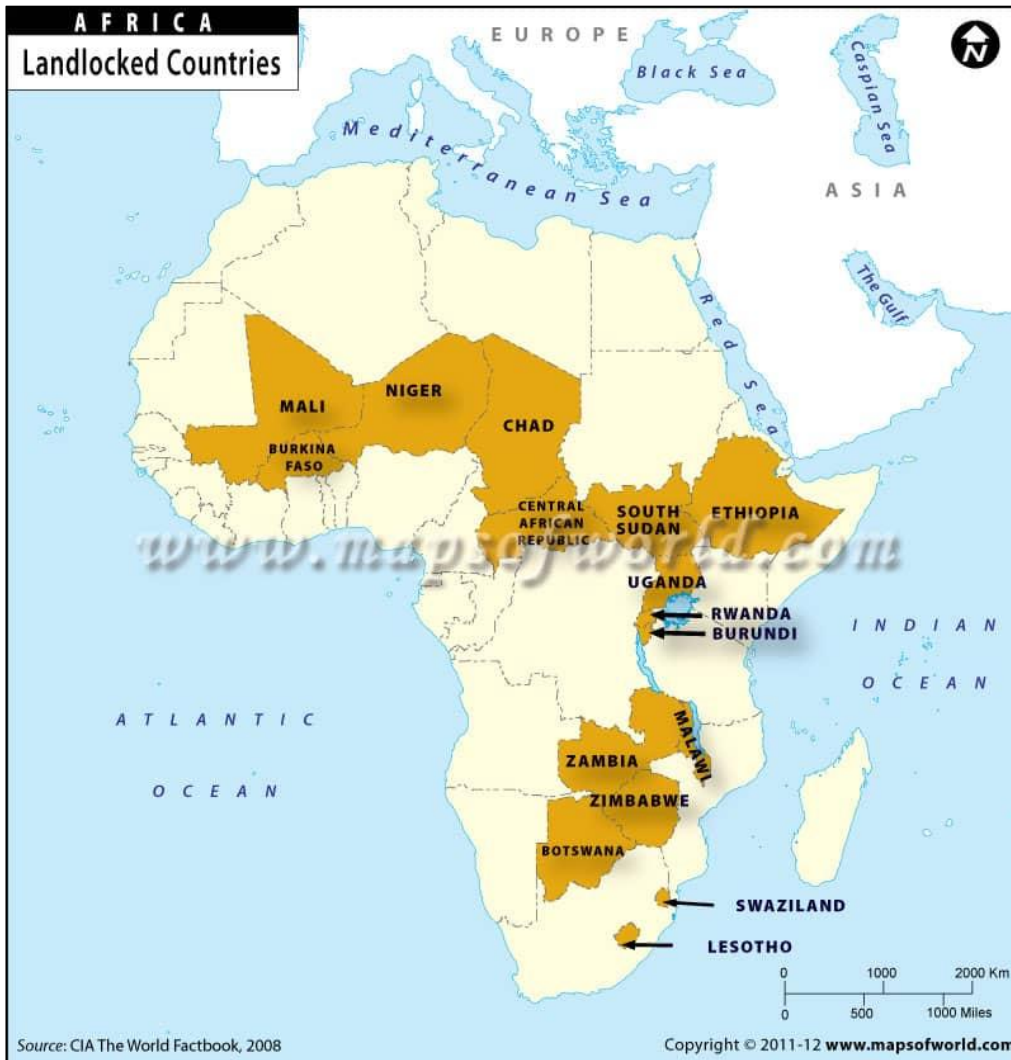 AFRICA
Landlocked Countries
EUROPE
Black Sea
Caspian Sea
N
Mediterranean Sea
ASIA
The Gulf
Red Sea
NIGER
MALI
CHAD
BURKINA
FASO
CENTRAL
AFRICAN
REPUBLIC
SOUTH
SUDAN
ETHIOPIA
www.mapsofworld.com
UGANDA
RWANDA
BURUNDI
INDIAN
OCEAN
ATLANTIC
OCEAN
MALAWI
ZAMBIA
ZIMBABWE
BOTSWANA
SWAZILAND
LESOTHO
0 1000 2000 Km
0 500 1000 Miles
Source: CIA The World Factbook, 2008
Copyright © 2011-12 www.mapsofworld.com